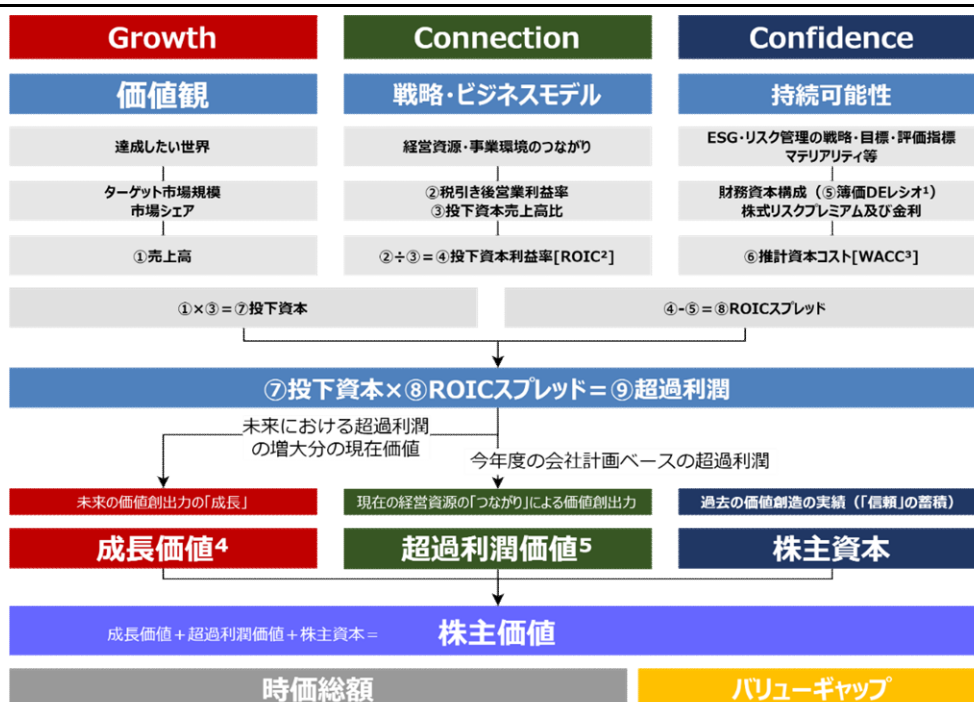 Growth
Connection
Confidence
価値観
戦略・ビジネスモデル
持続可能性
達成したい世界
経営資源・事業環境のつながり
ESG・リスク管理の戦略・目標・評価指標
マテリアリティ等
ターゲット市場規模
市場シェア
②税引き後営業利益率
③投下資本売上高比
財務資本構成（⑤簿価DEレシオ¹）
株式リスクプレミアム及び金利
①売上高
②÷③＝④投下資本利益率[ROIC²]
⑥推計資本コスト[WACC³]
①×③＝⑦投下資本
④-⑤＝⑧ROICスプレッド
⑦投下資本×⑧ROICスプレッド＝⑨超過利潤
未来における超過利潤
の増大分の現在価値
今年度の会社計画ベースの超過利潤
未来の価値創出力の「成長」
現在の経営資源の「つながり」による価値創出力
過去の価値創造の実績（「信頼」の蓄積）
成長価値⁴
超過利潤価値⁵
株主資本
成長価値＋超過利潤価値＋株主資本＝
株主価値
時価総額
バリューギャップ